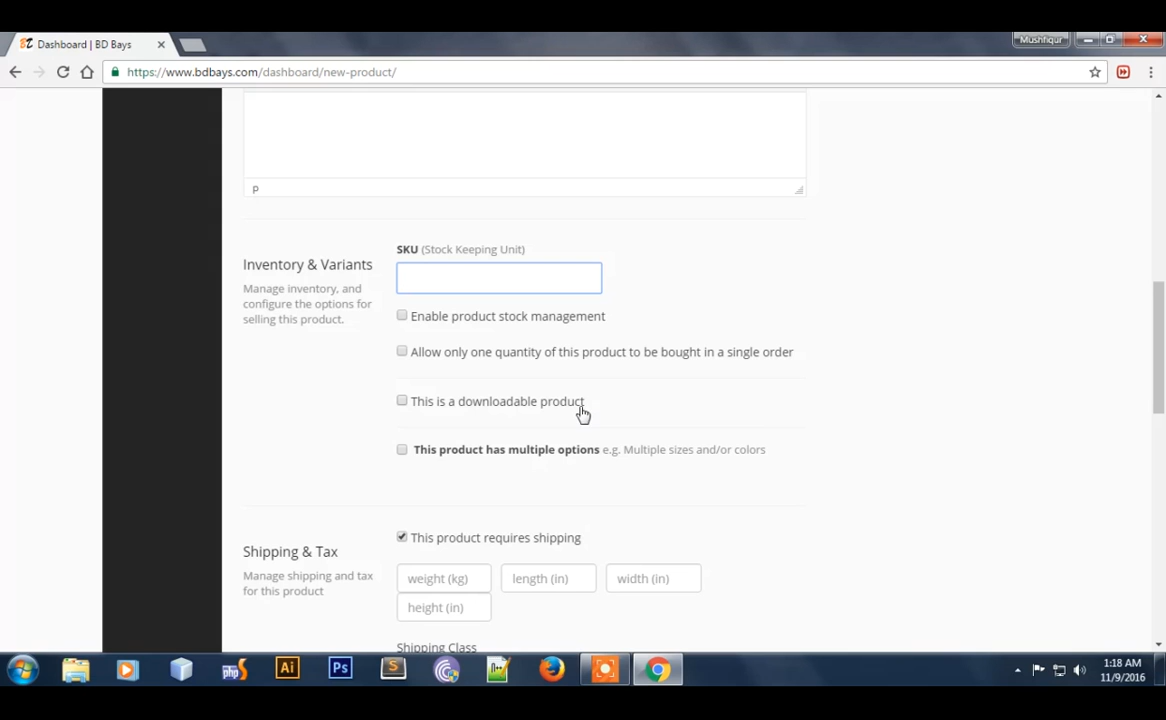 Dashboard | BD Bays
Mushfiqur
https://www.bdbays.com/dashboard/new-product/
P
SKU (Stock Keeping Unit)
Inventory & Variants
Manage inventory, and
configure the options for
selling this product.
Enable product stock management
Allow only one quantity of this product to be bought in a single order
This is a downloadable product
This product has multiple options e.g. Multiple sizes and/or colors
This product requires shipping
Shipping & Tax
Manage shipping and tax
for this product
weight (kg) length (in) width (in)
height (in)
Shipping Class
php
Ai
Ps
S
1:18 AM
11/9/2016